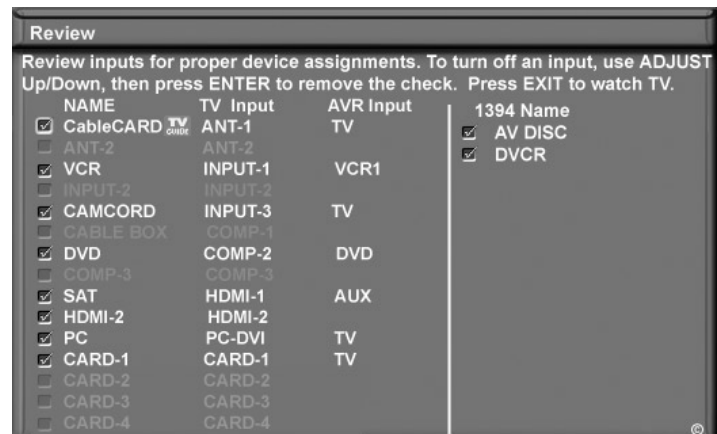 Review
Review inputs for proper device assignments. To turn off an input, use ADJUST
Up/Down, then press ENTER to remove the check. Press EXIT to watch TV.
NAME TV Input AVR Input
CableCARD TV GUIDE ANT-1 TV
ANT-2 ANT-2
VCR INPUT-1 VCR1
INPUT-2 INPUT-2
CAMCORD INPUT-3 TV
CABLE BOX COMP-1
DVD COMP-2 DVD
COMP-3 COMP-3
SAT HDMI-1 AUX
HDMI-2 HDMI-2
PC PC-DVI TV
CARD-1 CARD-1 TV
CARD-2 CARD-2
CARD-3 CARD-3
CARD-4 CARD-4
1394 Name
AV DISC
DVCR
©